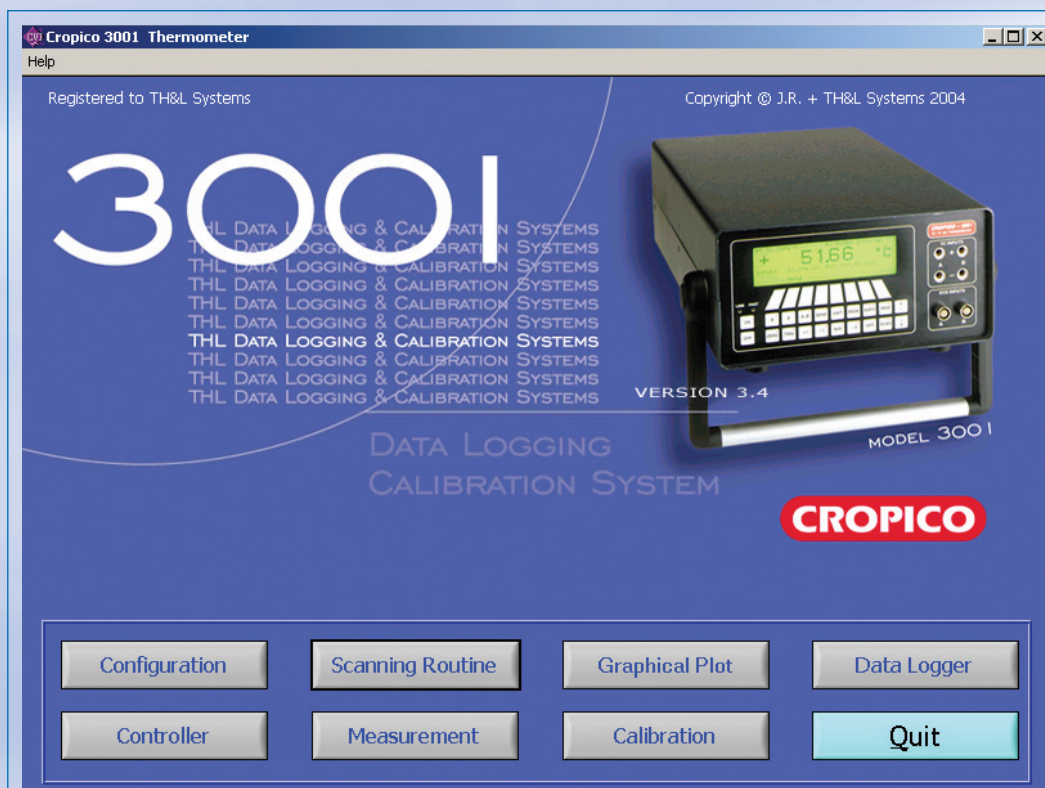 Cropico 3001 Thermometer
Help
Registered to TH&L Systems
Copyright © J.R. + TH&L Systems 2004
3001
THL DATA LOGGING & CALIBRATION SYSTEMS
THL DATA LOGGING & CALIBRATION SYSTEMS
THL DATA LOGGING & CALIBRATION SYSTEMS
THL DATA LOGGING & CALIBRATION SYSTEMS
THL DATA LOGGING & CALIBRATION SYSTEMS
THL DATA LOGGING & CALIBRATION SYSTEMS
THL DATA LOGGING & CALIBRATION SYSTEMS
THL DATA LOGGING & CALIBRATION SYSTEMS
THL DATA LOGGING & CALIBRATION SYSTEMS
THL DATA LOGGING & CALIBRATION SYSTEMS
+ 51.66 °C
VERSION 3.4
MODEL 3001
DATA LOGGING
CALIBRATION SYSTEM
CROPICO
Configuration
Scanning Routine
Graphical Plot
Data Logger
Controller
Measurement
Calibration
Quit